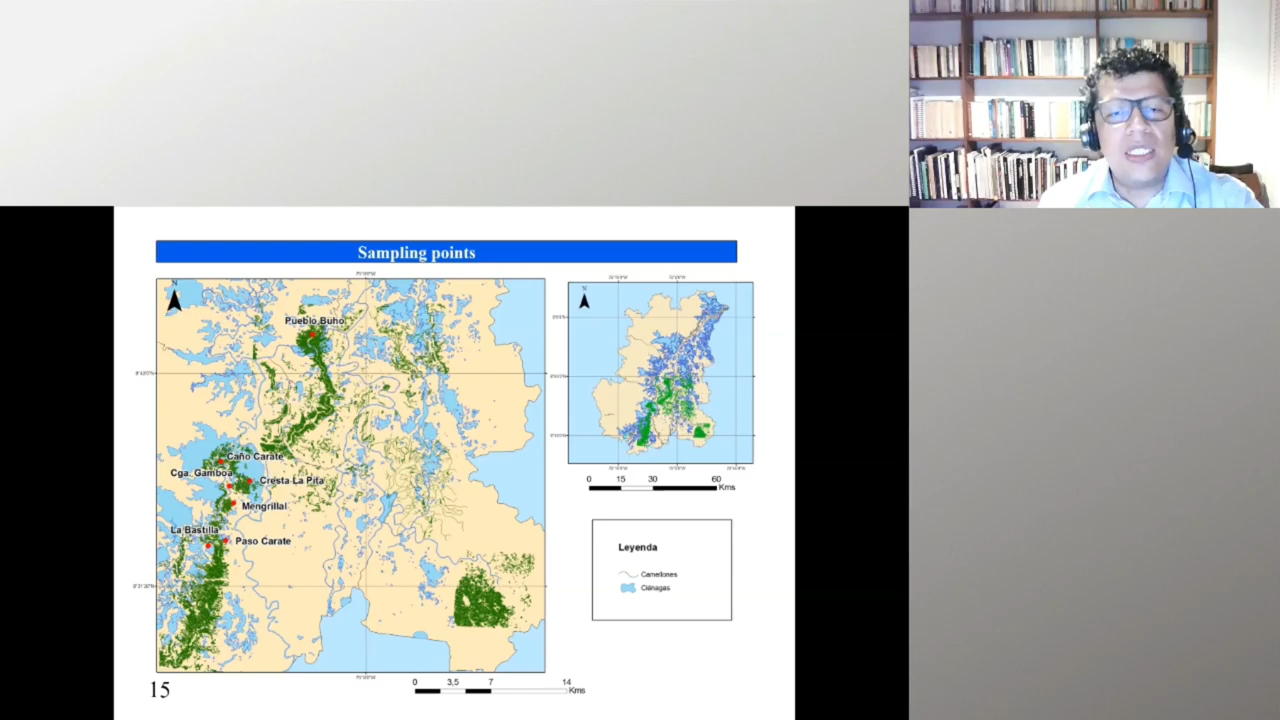 Sampling points
N
Pueblo Buho
Caño Carate
Cga. Gamboa
Cresta La Pita
Mengrillal
La Bastilla
Paso Carate
0 3,5 7 14
Kms
N
0 15 30 60
Kms
Leyenda
Camellones
Ciénagas
15